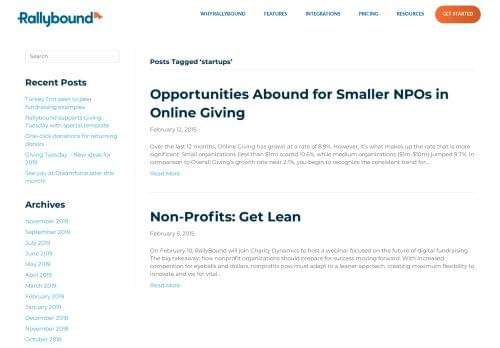 Rallybound
WHY RALLYBOUND
FEATURES
INTEGRATIONS
PRICING
RESOURCES
GET STARTED
Search
Recent Posts
Turkey Trot peer to peer
fundraising examples
Rallybound supports Giving
Tuesday with special template
One-click donations for returning
donors
Giving Tuesday – New ideas for
2019
See you at Dreamforce later this
month!
Archives
November 2019
September 2019
July 2019
June 2019
May 2019
April 2019
March 2019
February 2019
January 2019
December 2018
November 2018
October 2018
Posts Tagged ‘startups’
Opportunities Abound for Smaller NPOs in
Online Giving
February 12, 2015
Over the last 12 months, Online Giving has grown at a rate of 8.9%. However, it's what makes up the rate that is more
significant: Small organizations (less than $1m) soared 10.6%, while medium organizations ($1m-$10m) jumped 9.7%. In
comparison to Overall Giving's growth rate near 2.1%, you begin to recognize the consistent trend for...
Read More
Non-Profits: Get Lean
February 5, 2015
On February 10, RallyBound will join Charity Dynamics to host a webinar focused on the future of digital fundraising.
The big takeaway: how nonprofit organizations should prepare for success moving forward. With increased
competition for eyeballs and dollars, nonprofits now must adapt to a leaner approach, creating maximum flexibility to
innovate and vie for vital...
Read More